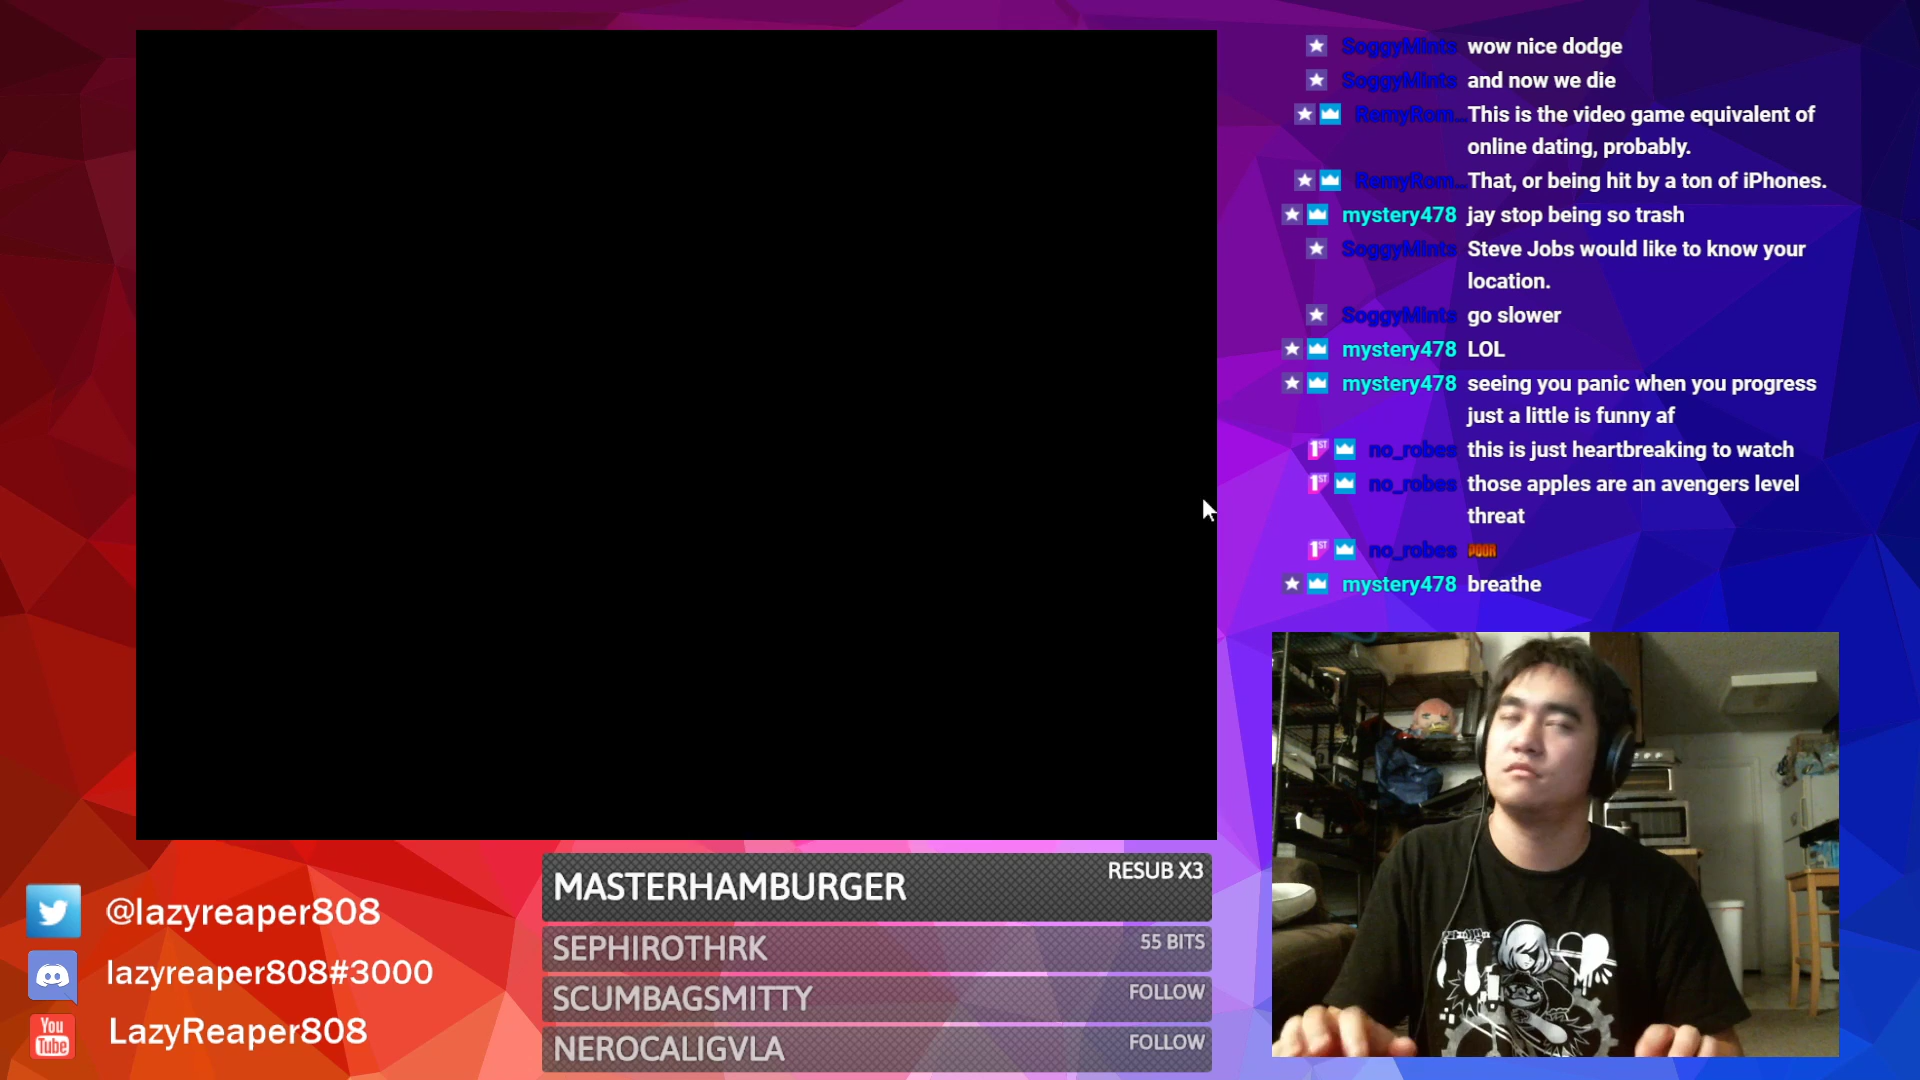 SoggyMints wow nice dodge
SoggyMints and now we die
RemyRom... This is the video game equivalent of
online dating, probably.
RemyRom... That, or being hit by a ton of iPhones.
mystery478 jay stop being so trash
SoggyMints Steve Jobs would like to know your
location.
SoggyMints go slower
mystery478 LOL
mystery478 seeing you panic when you progress
just a little is funny af
1ST no_robes this is just heartbreaking to watch
1ST no_robes those apples are an avengers level
threat
1ST no_robes POOR
mystery478 breathe
MASTERHAMBURGER RESUB X3
SEPHIROTHRK 55 BITS
SCUMBAGSMITTY FOLLOW
NEROCALIGVLA FOLLOW
@lazyreaper808
lazyreaper808#3000
You
Tube LazyReaper808